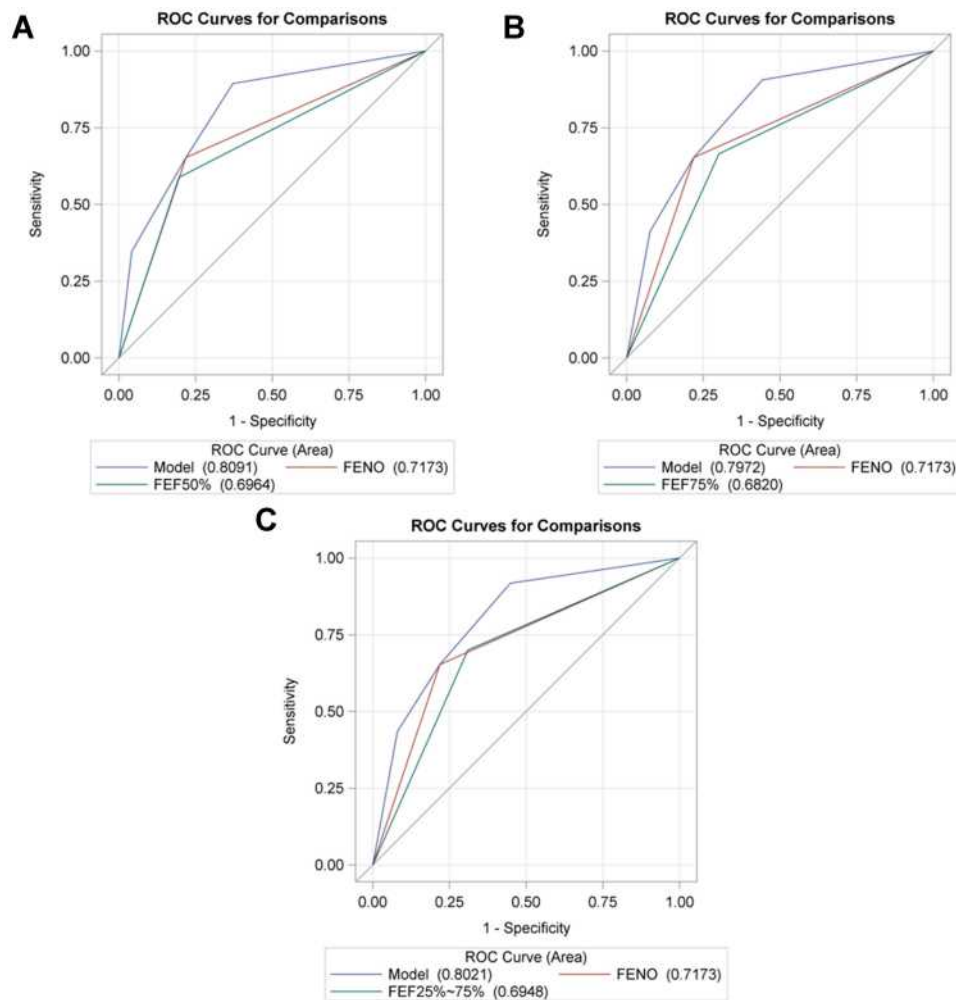 A
ROC Curves for Comparisons
1.00
0.75
0.50
0.25
0.00
Sensitivity
0.00 0.25 0.50 0.75 1.00
1 - Specificity
ROC Curve (Area)
Model (0.8091) FENO (0.7173)
FEF50% (0.6964)
B
ROC Curves for Comparisons
1.00
0.75
0.50
0.25
0.00
Sensitivity
0.00 0.25 0.50 0.75 1.00
1 - Specificity
ROC Curve (Area)
Model (0.7972) FENO (0.7173)
FEF75% (0.6820)
C
ROC Curves for Comparisons
1.00
0.75
0.50
0.25
0.00
Sensitivity
0.00 0.25 0.50 0.75 1.00
1 - Specificity
ROC Curve (Area)
Model (0.8021) FENO (0.7173)
FEF25%~75% (0.6948)